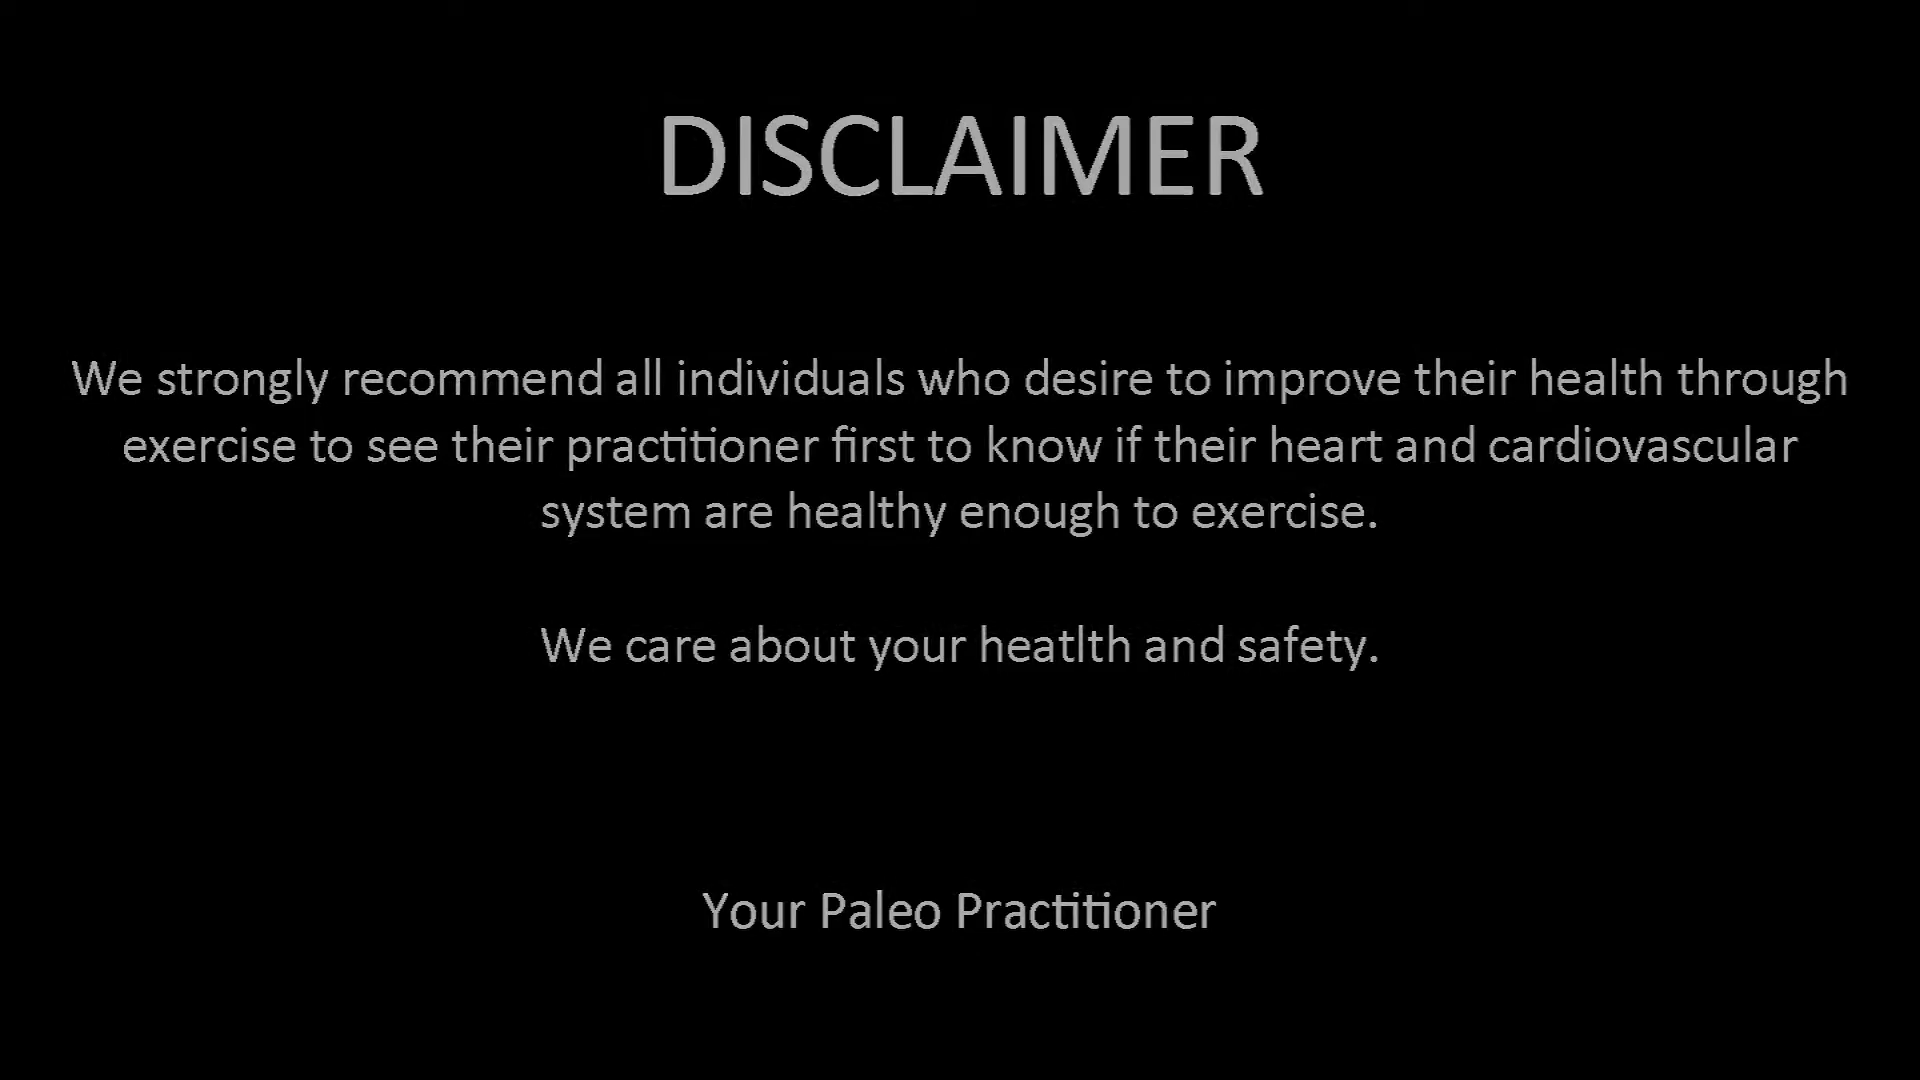 DISCLAIMER
We strongly recommend all individuals who desire to improve their health through
exercise to see their practitioner first to know if their heart and cardiovascular
system are healthy enough to exercise.
We care about your heatlth and safety.
Your Paleo Practitioner